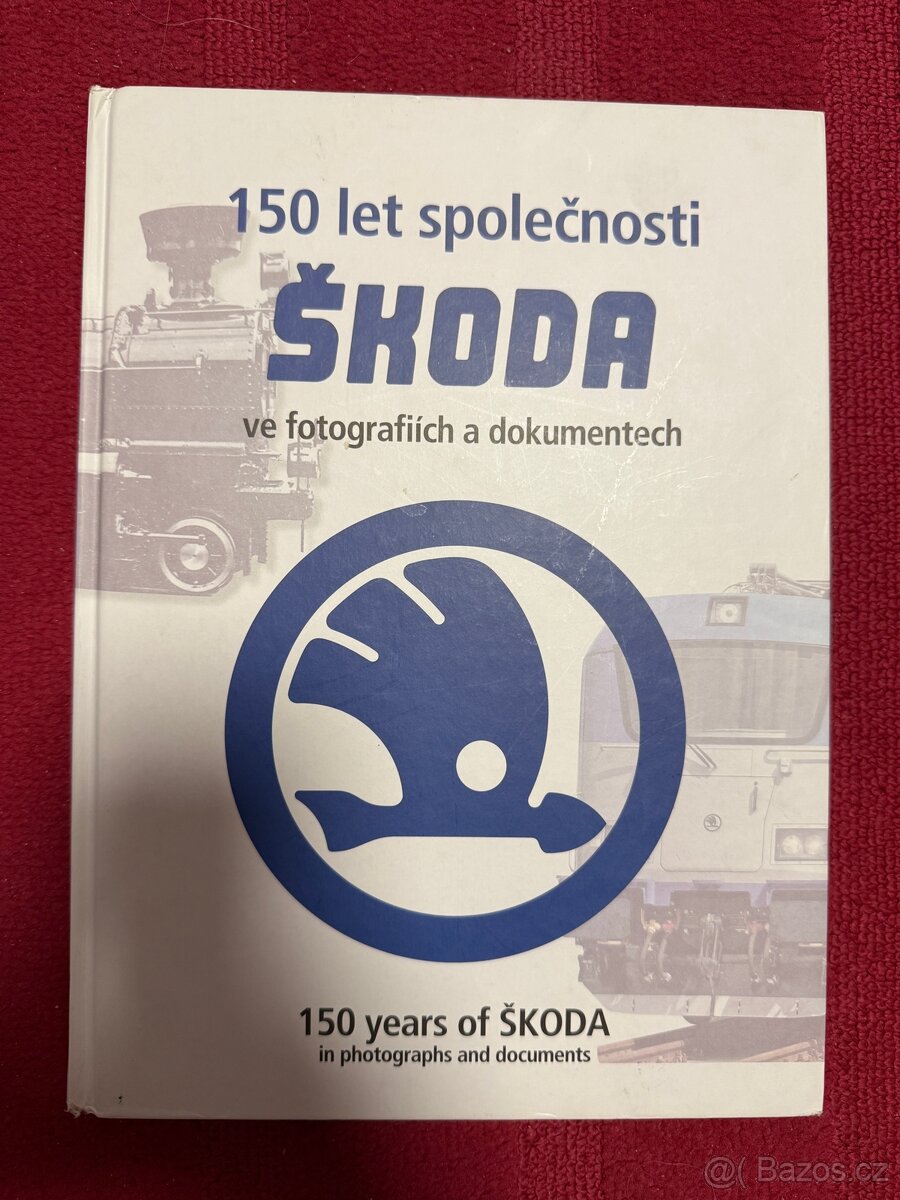 150 let společnosti
ŠKODA
ve fotografiích a dokumentech
150 years of ŠKODA
in photographs and documents
@( Bazos.cz